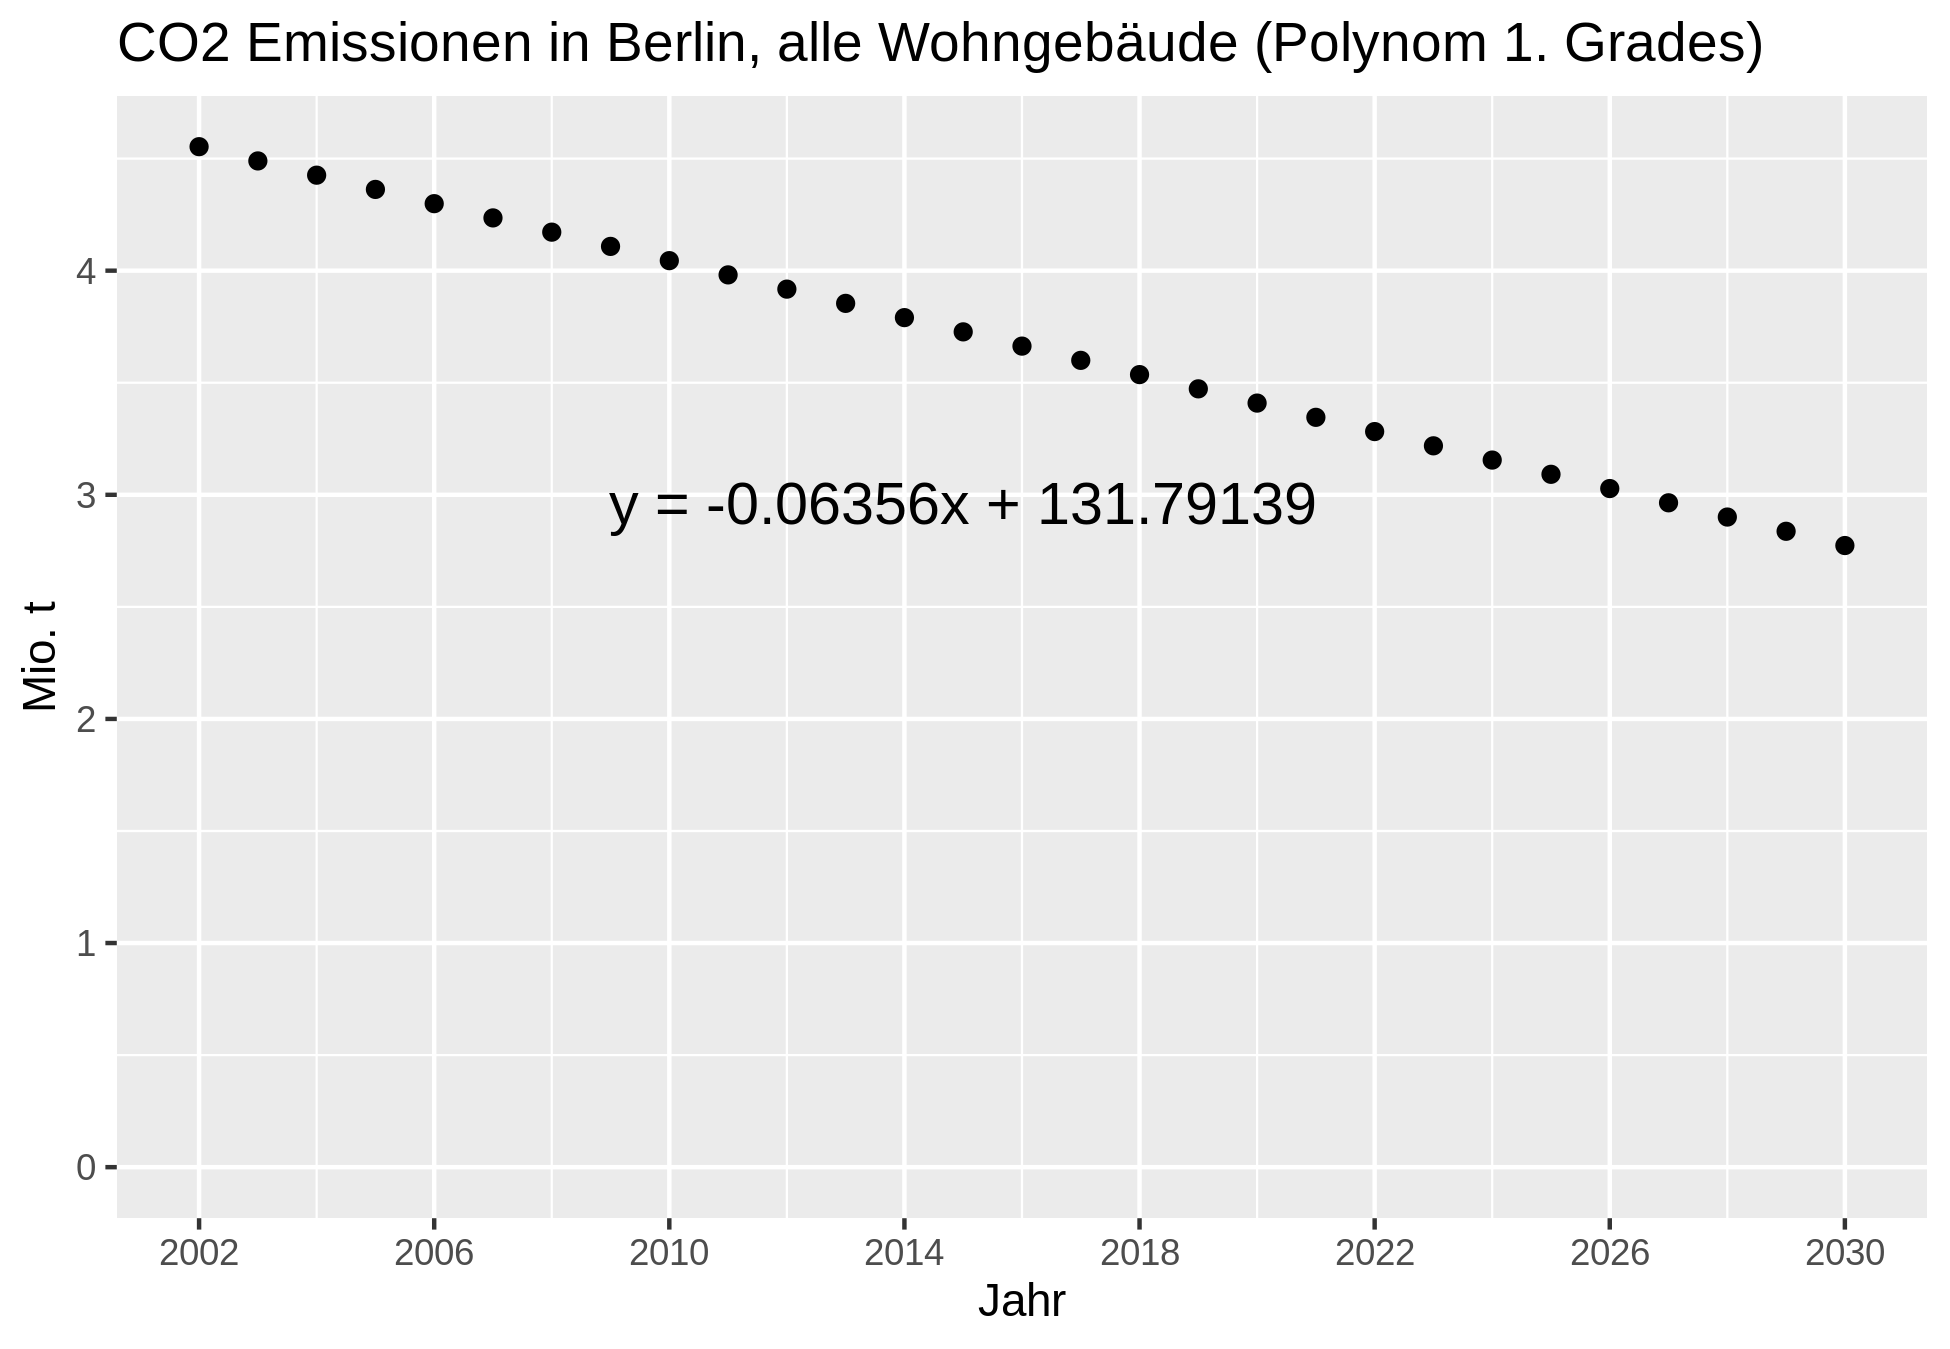 CO2 Emissionen in Berlin, alle Wohngebäude (Polynom 1. Grades)
4
3
2
1
0
Mio. t
y = -0.06356x + 131.79139
2002 2006 2010 2014 2018 2022 2026 2030
Jahr